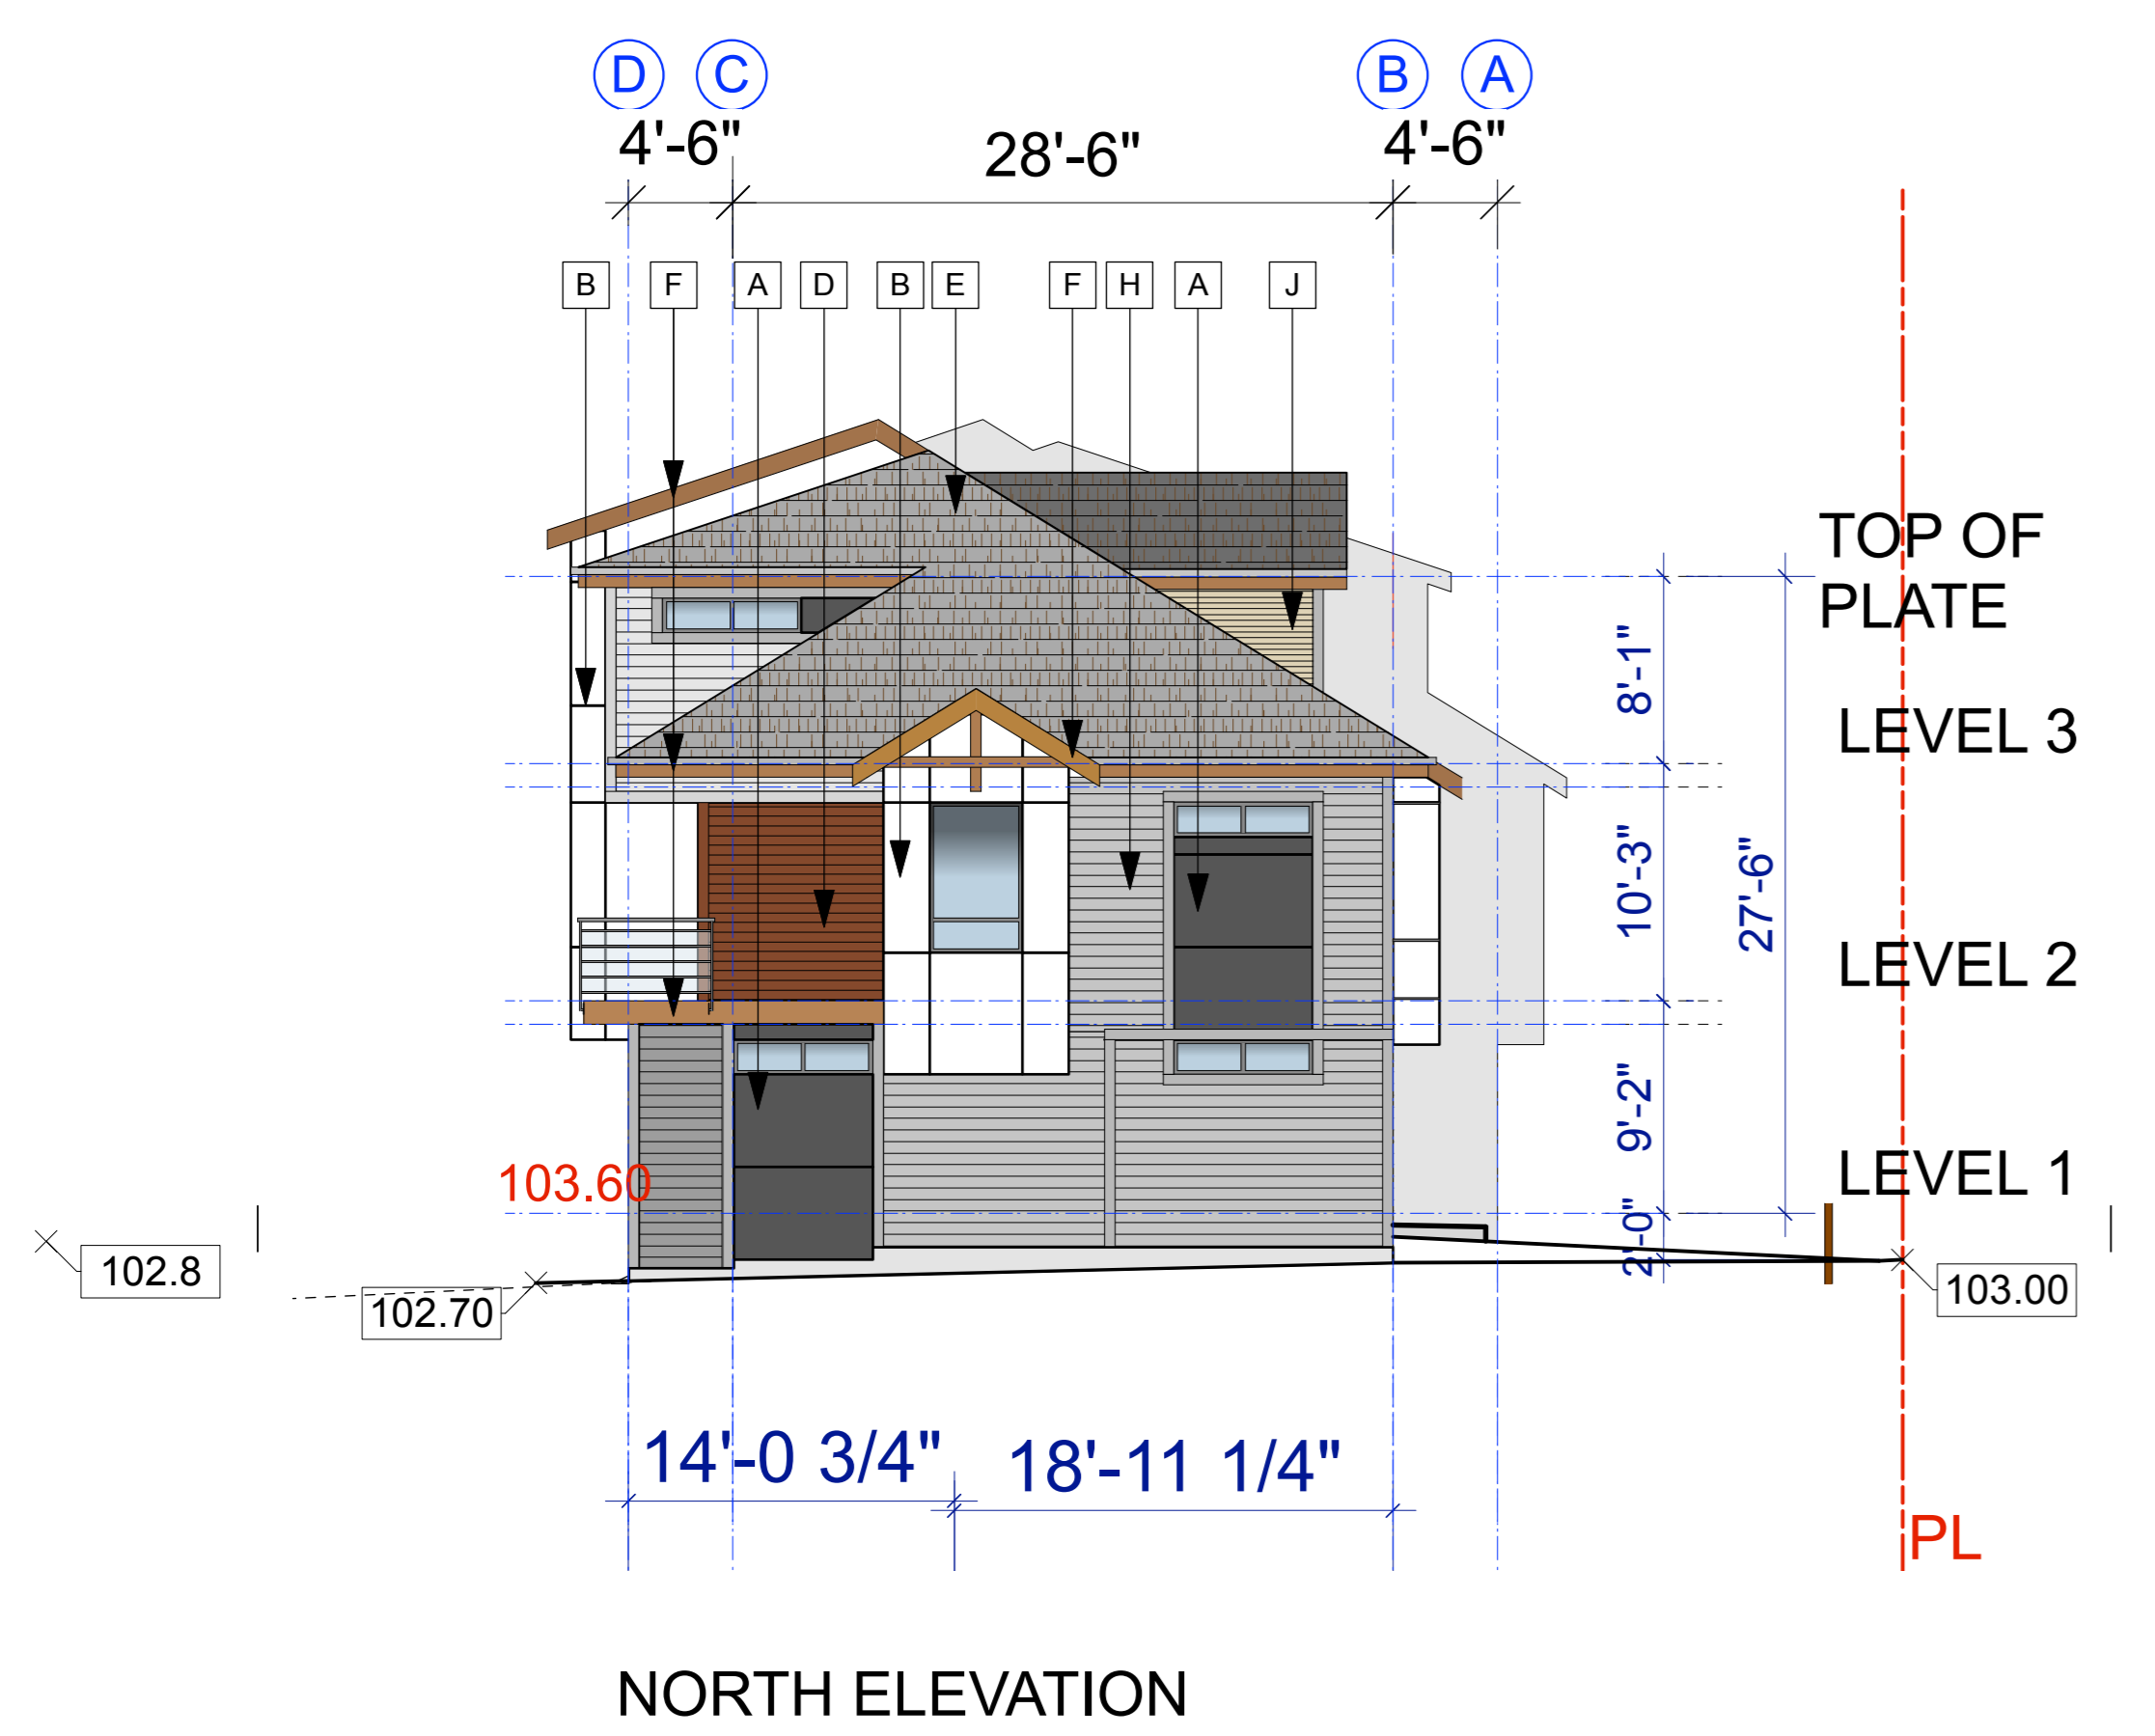 D C B A
4'-6" 28'-6" 4'-6"
B F A D B E F H A J
TOP OF
PLATE
8'-1"
LEVEL 3
10'-3"
27'-6"
LEVEL 2
9'-2"
LEVEL 1
103.60
2'-0"
102.8
102.70
103.00
14'-0 3/4" 18'-11 1/4"
PL
NORTH ELEVATION